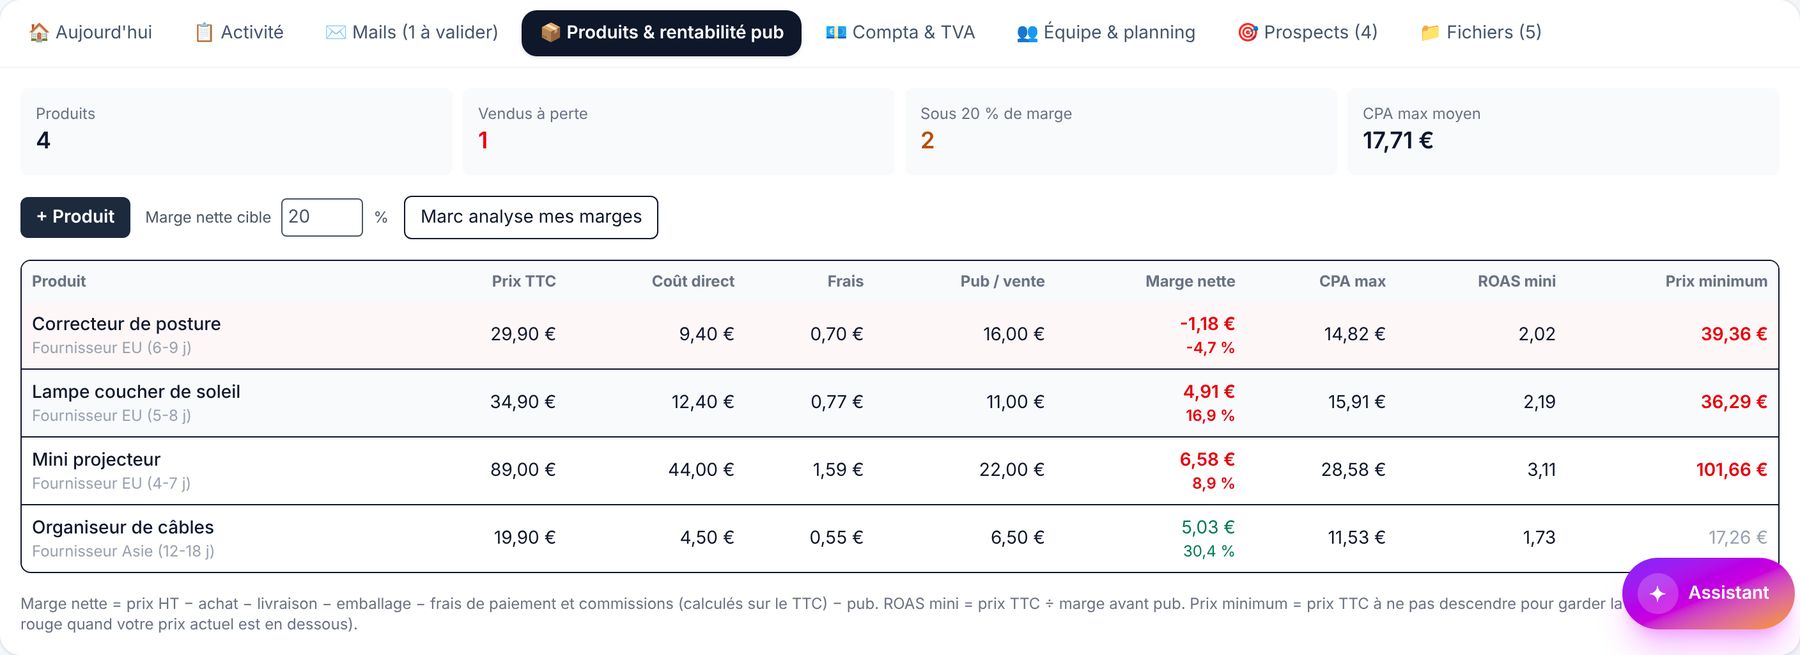 Aujourd'hui Activité Mails (1 à valider) Produits & rentabilité pub Compta & TVA Équipe & planning Prospects (4) Fichiers (5)
Produits Vendus à perte Sous 20 % de marge CPA max moyen
4 1 2 17,71 €
+ Produit Marge nette cible 20 % Marc analyse mes marges
Produit Prix TTC Coût direct Frais Pub / vente Marge nette CPA max ROAS mini Prix minimum
Correcteur de posture 29,90 € 9,40 € 0,70 € 16,00 € -1,18 € 14,82 € 2,02 39,36 €
Fournisseur EU (6-9 j) -4,7 %
Lampe coucher de soleil 34,90 € 12,40 € 0,77 € 11,00 € 4,91 € 15,91 € 2,19 36,29 €
Fournisseur EU (5-8 j) 16,9 %
Mini projecteur 89,00 € 44,00 € 1,59 € 22,00 € 6,58 € 28,58 € 3,11 101,66 €
Fournisseur EU (4-7 j) 8,9 %
Organiseur de câbles 19,90 € 4,50 € 0,55 € 6,50 € 5,03 € 11,53 € 1,73 17,26 €
Fournisseur Asie (12-18 j) 30,4 %
Marge nette = prix HT − achat − livraison − emballage − frais de paiement et commissions (calculés sur le TTC) − pub. ROAS mini = prix TTC ÷ marge avant pub. Prix minimum = prix TTC à ne pas descendre pour garder la
rouge quand votre prix actuel est en dessous).
Assistant